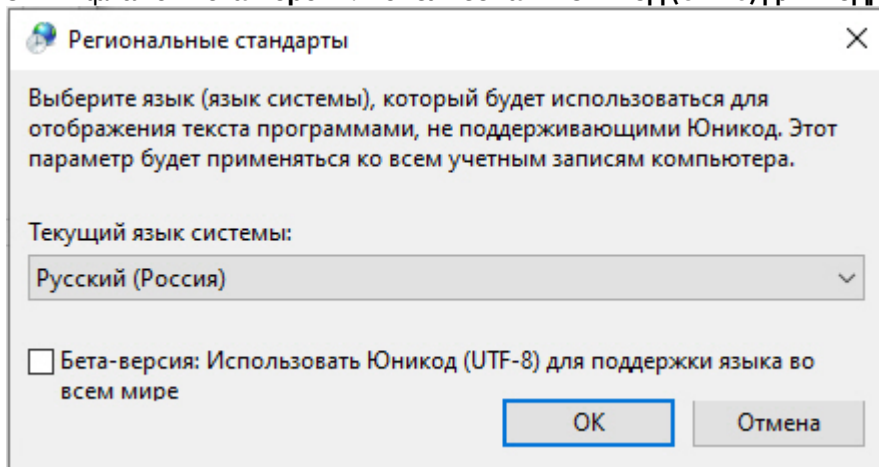 Региональные стандарты
Выберите язык (язык системы), который будет использоваться для
отображения текста программами, не поддерживающими Юникод. Этот
параметр будет применяться ко всем учетным записям компьютера.
Текущий язык системы:
Русский (Россия)
Бета-версия: Использовать Юникод (UTF-8) для поддержки языка во
всем мире
ОК
Отмена